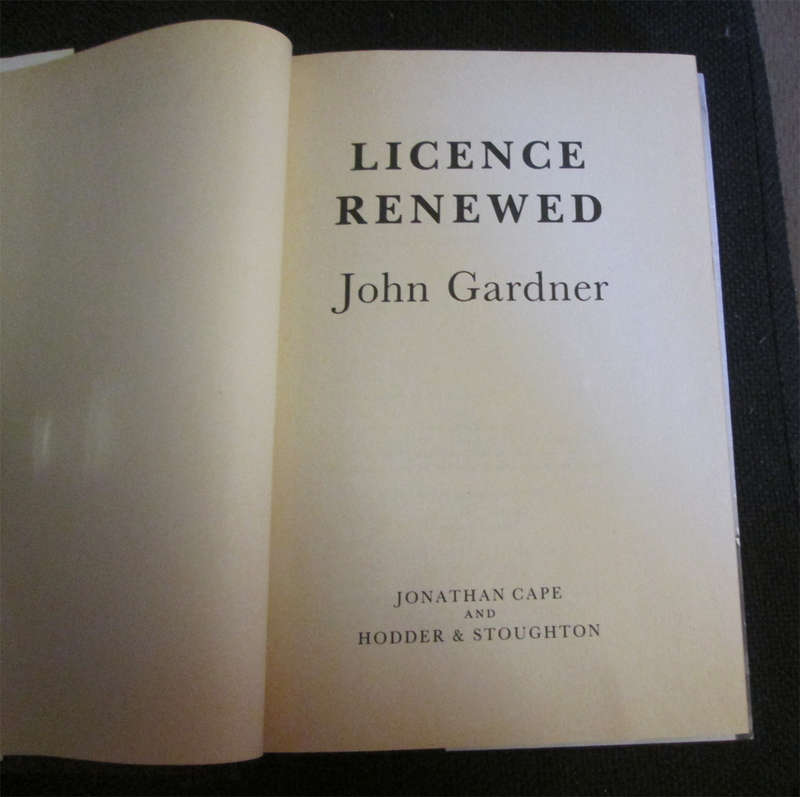 LICENCE
RENEWED
John Gardner
JONATHAN CAPE
AND
HODDER & STOUGHTON